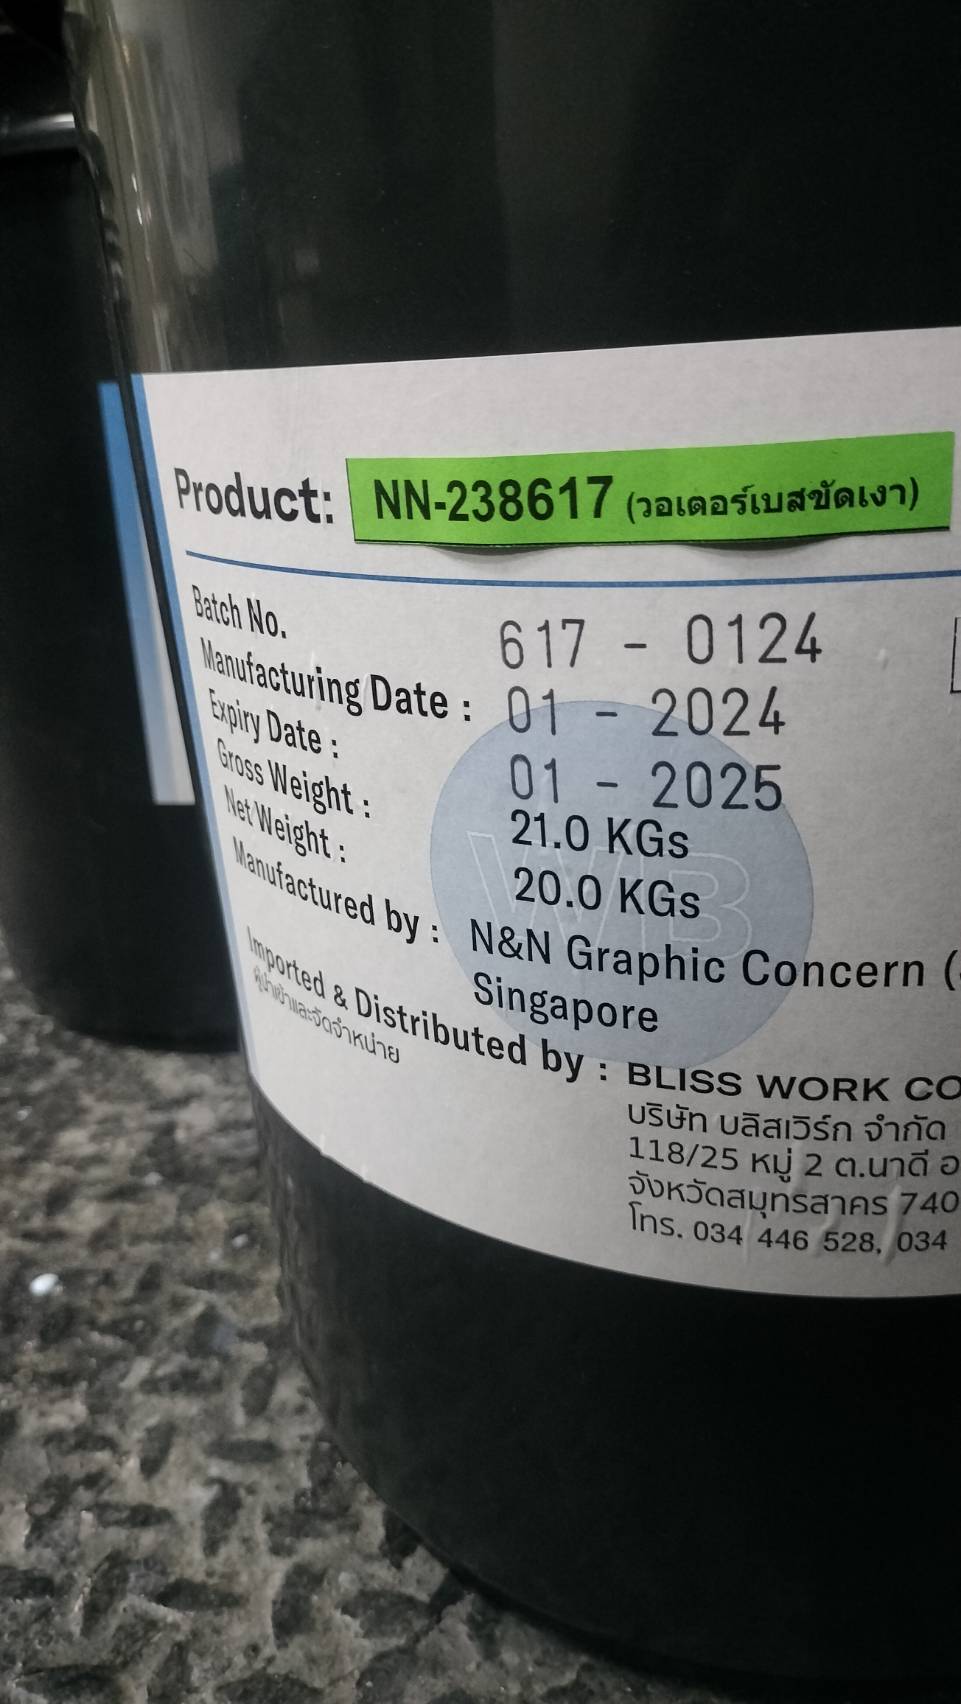 Product: NN-238617 (วอเตอร์เบสขัดเงา)
Batch No. 617 - 0124
Manufacturing Date : 01 - 2024
Expiry Date : 01 - 2025
Gross Weight : 21.0 KGs
Net Weight : 20.0 KGs
Manufactured by : N&N Graphic Concern (
Singapore
Imported & Distributed by : BLISS WORK CO
ผู้นำเข้าและจัดจำหน่าย
บริษัท บลิสเวิร์ก จำกัด
118/25 หมู่ 2 ต.นาดี อ
จังหวัดสมุทรสาคร 740
โทร. 034 446 528, 034
WB